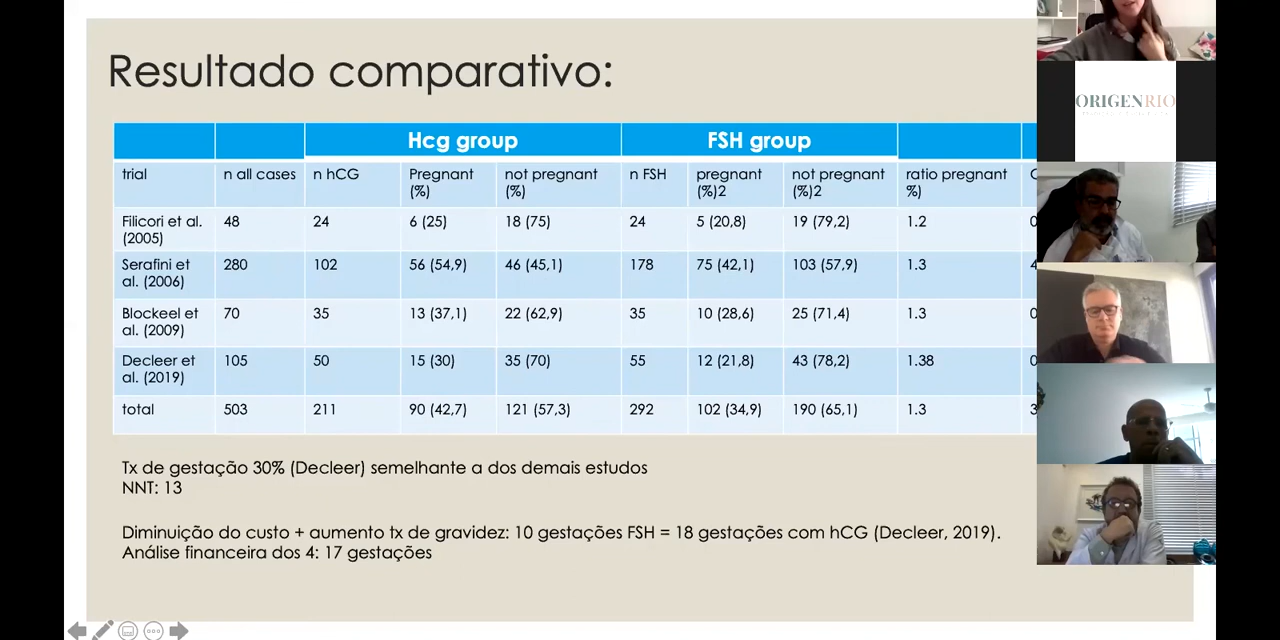 Resultado comparativo:
Hcg group FSH group
trial n all cases n hCG Pregnant (%) not pregnant (%) n FSH pregnant (%)2 not pregnant (%)2 ratio pregnant %)
Filicori et al. (2005) 48 24 6 (25) 18 (75) 24 5 (20,8) 19 (79,2) 1.2 0
Serafini et al. (2006) 280 102 56 (54,9) 46 (45,1) 178 75 (42,1) 103 (57,9) 1.3 4
Blockeel et al. (2009) 70 35 13 (37,1) 22 (62,9) 35 10 (28,6) 25 (71,4) 1.3 0
Decleer et al. (2019) 105 50 15 (30) 35 (70) 55 12 (21,8) 43 (78,2) 1.38 0
total 503 211 90 (42,7) 121 (57,3) 292 102 (34,9) 190 (65,1) 1.3 3
Tx de gestação 30% (Decleer) semelhante a dos demais estudos
NNT: 13
Diminuição do custo + aumento tx de gravidez: 10 gestações FSH = 18 gestações com hCG (Decleer, 2019).
Análise financeira dos 4: 17 gestações
ORIGENRIO